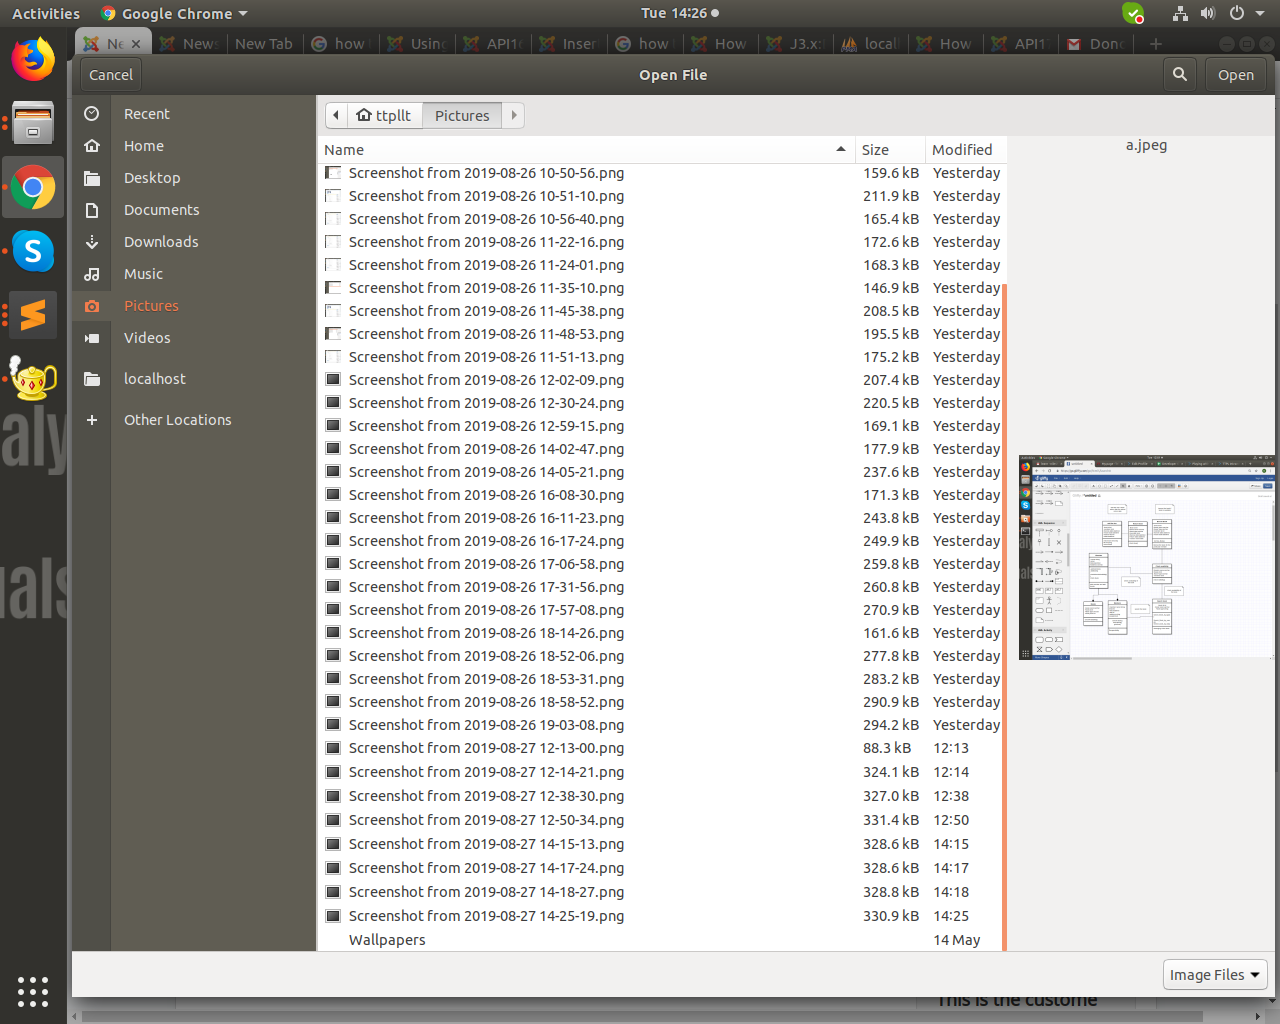 Activities Google Chrome Tue 14:26
Ne News New Tab how Using API1 Inser how How J3.x: local How API1 Donc
Cancel Open File Open
Recent
Home
Desktop
Documents
Downloads
Music
Pictures
Videos
localhost
Other Locations
ttpllt Pictures
Name Size Modified
Screenshot from 2019-08-26 10-50-56.png 159.6 kB Yesterday
Screenshot from 2019-08-26 10-51-10.png 211.9 kB Yesterday
Screenshot from 2019-08-26 10-56-40.png 165.4 kB Yesterday
Screenshot from 2019-08-26 11-22-16.png 172.6 kB Yesterday
Screenshot from 2019-08-26 11-24-01.png 168.3 kB Yesterday
Screenshot from 2019-08-26 11-35-10.png 146.9 kB Yesterday
Screenshot from 2019-08-26 11-45-38.png 208.5 kB Yesterday
Screenshot from 2019-08-26 11-48-53.png 195.5 kB Yesterday
Screenshot from 2019-08-26 11-51-13.png 175.2 kB Yesterday
Screenshot from 2019-08-26 12-02-09.png 207.4 kB Yesterday
Screenshot from 2019-08-26 12-30-24.png 220.5 kB Yesterday
Screenshot from 2019-08-26 12-59-15.png 169.1 kB Yesterday
Screenshot from 2019-08-26 14-02-47.png 177.9 kB Yesterday
Screenshot from 2019-08-26 14-05-21.png 237.6 kB Yesterday
Screenshot from 2019-08-26 16-08-30.png 171.3 kB Yesterday
Screenshot from 2019-08-26 16-11-23.png 243.8 kB Yesterday
Screenshot from 2019-08-26 16-17-24.png 249.9 kB Yesterday
Screenshot from 2019-08-26 17-06-58.png 259.8 kB Yesterday
Screenshot from 2019-08-26 17-31-56.png 260.8 kB Yesterday
Screenshot from 2019-08-26 17-57-08.png 270.9 kB Yesterday
Screenshot from 2019-08-26 18-14-26.png 161.6 kB Yesterday
Screenshot from 2019-08-26 18-52-06.png 277.8 kB Yesterday
Screenshot from 2019-08-26 18-53-31.png 283.2 kB Yesterday
Screenshot from 2019-08-26 18-58-52.png 290.9 kB Yesterday
Screenshot from 2019-08-26 19-03-08.png 294.2 kB Yesterday
Screenshot from 2019-08-27 12-13-00.png 88.3 kB 12:13
Screenshot from 2019-08-27 12-14-21.png 324.1 kB 12:14
Screenshot from 2019-08-27 12-38-30.png 327.0 kB 12:38
Screenshot from 2019-08-27 12-50-34.png 331.4 kB 12:50
Screenshot from 2019-08-27 14-15-13.png 328.6 kB 14:15
Screenshot from 2019-08-27 14-17-24.png 328.6 kB 14:17
Screenshot from 2019-08-27 14-18-27.png 328.8 kB 14:18
Screenshot from 2019-08-27 14-25-19.png 330.9 kB 14:25
Wallpapers 14 May
a.jpeg
Image Files
This is the custome
aly
uals